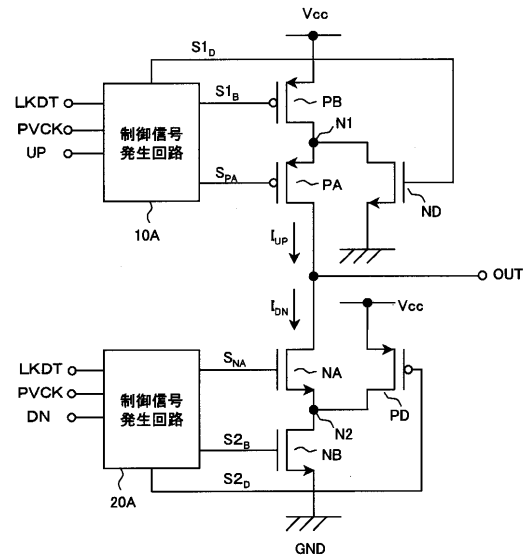 Vcc
S1D
LKDT
PVCK
UP
制御信号
発生回路
S1B
PB
N1
SPA
PA
ND
10A
IUP
OUT
IDN
Vcc
LKDT
PVCK
DN
制御信号
発生回路
SNA
NA
PD
N2
S2B
NB
20A
S2D
GND